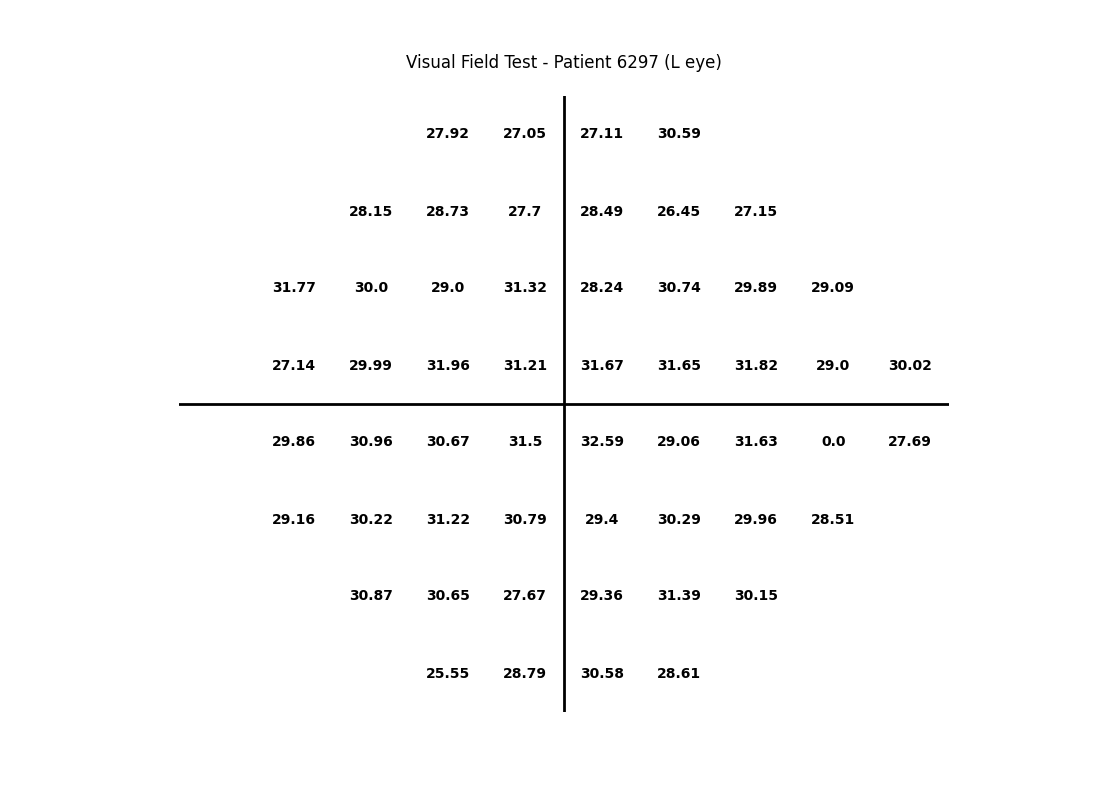 Visual Field Test - Patient 6297 (L eye)
27.92 27.05 27.11 30.59
28.15 28.73 27.7 28.49 26.45 27.15
31.77 30.0 29.0 31.32 28.24 30.74 29.89 29.09
27.14 29.99 31.96 31.21 31.67 31.65 31.82 29.0 30.02
29.86 30.96 30.67 31.5 32.59 29.06 31.63 0.0 27.69
29.16 30.22 31.22 30.79 29.4 30.29 29.96 28.51
30.87 30.65 27.67 29.36 31.39 30.15
25.55 28.79 30.58 28.61